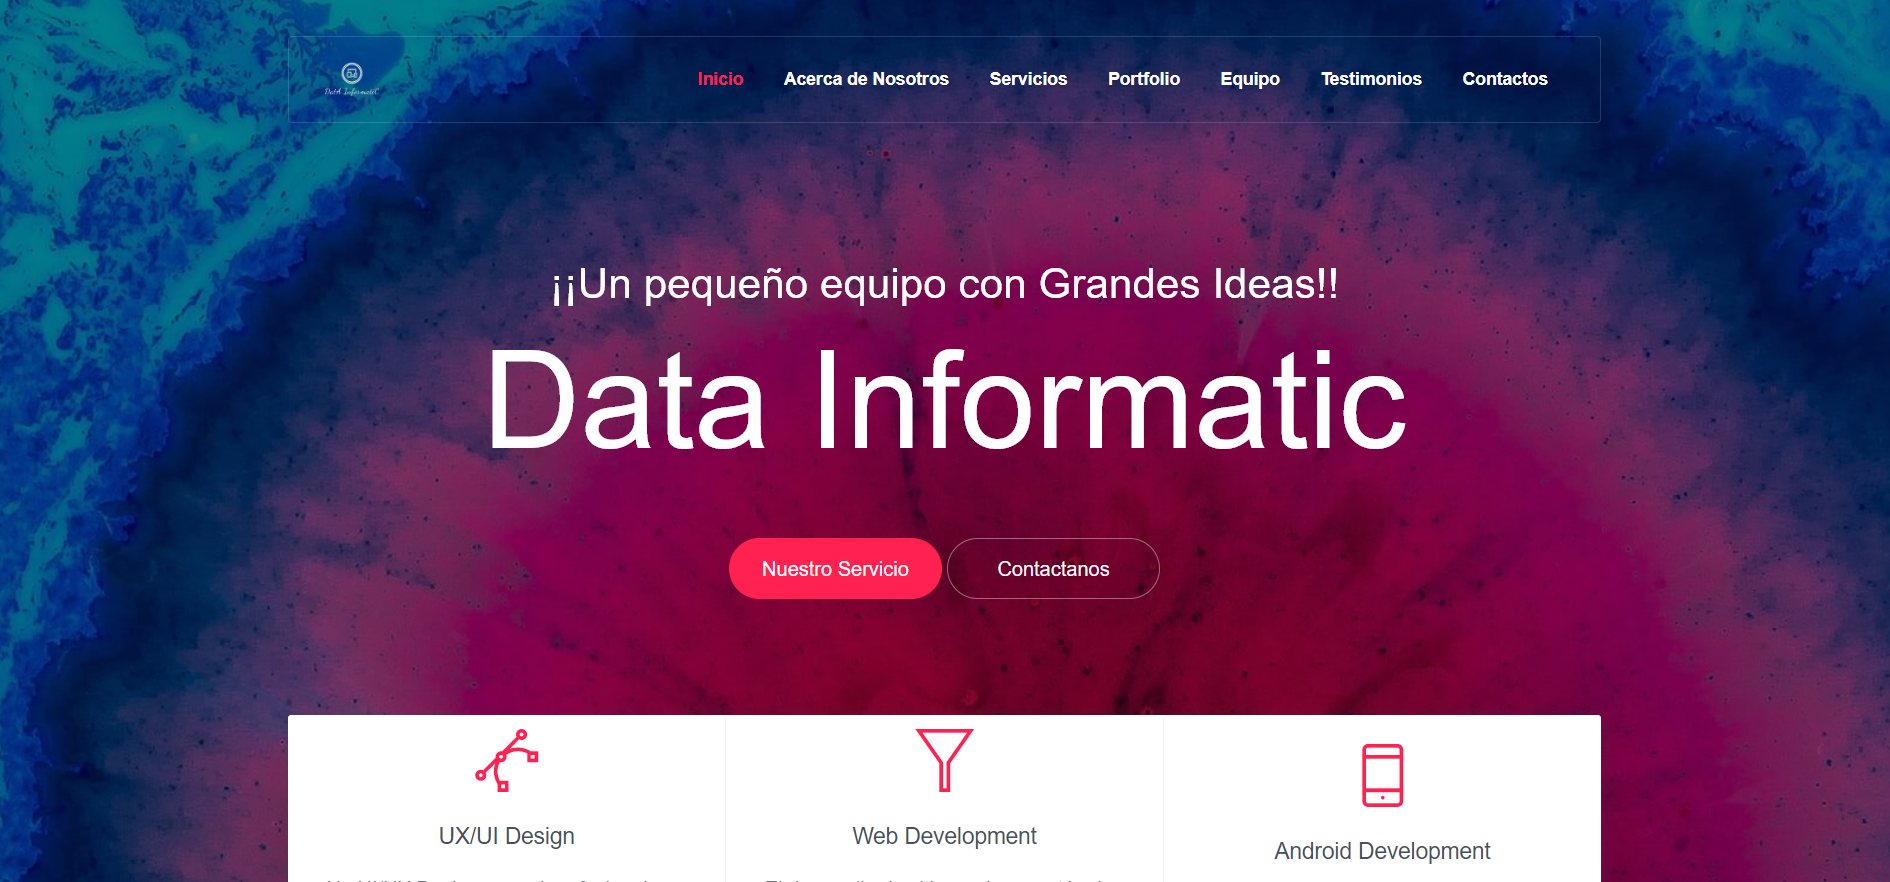 DatA InformatiC
Inicio Acerca de Nosotros Servicios Portfolio Equipo Testimonios Contactos
¡¡Un pequeño equipo con Grandes Ideas!!
Data Informatic
Nuestro Servicio Contactanos
UX/UI Design Web Development Android Development